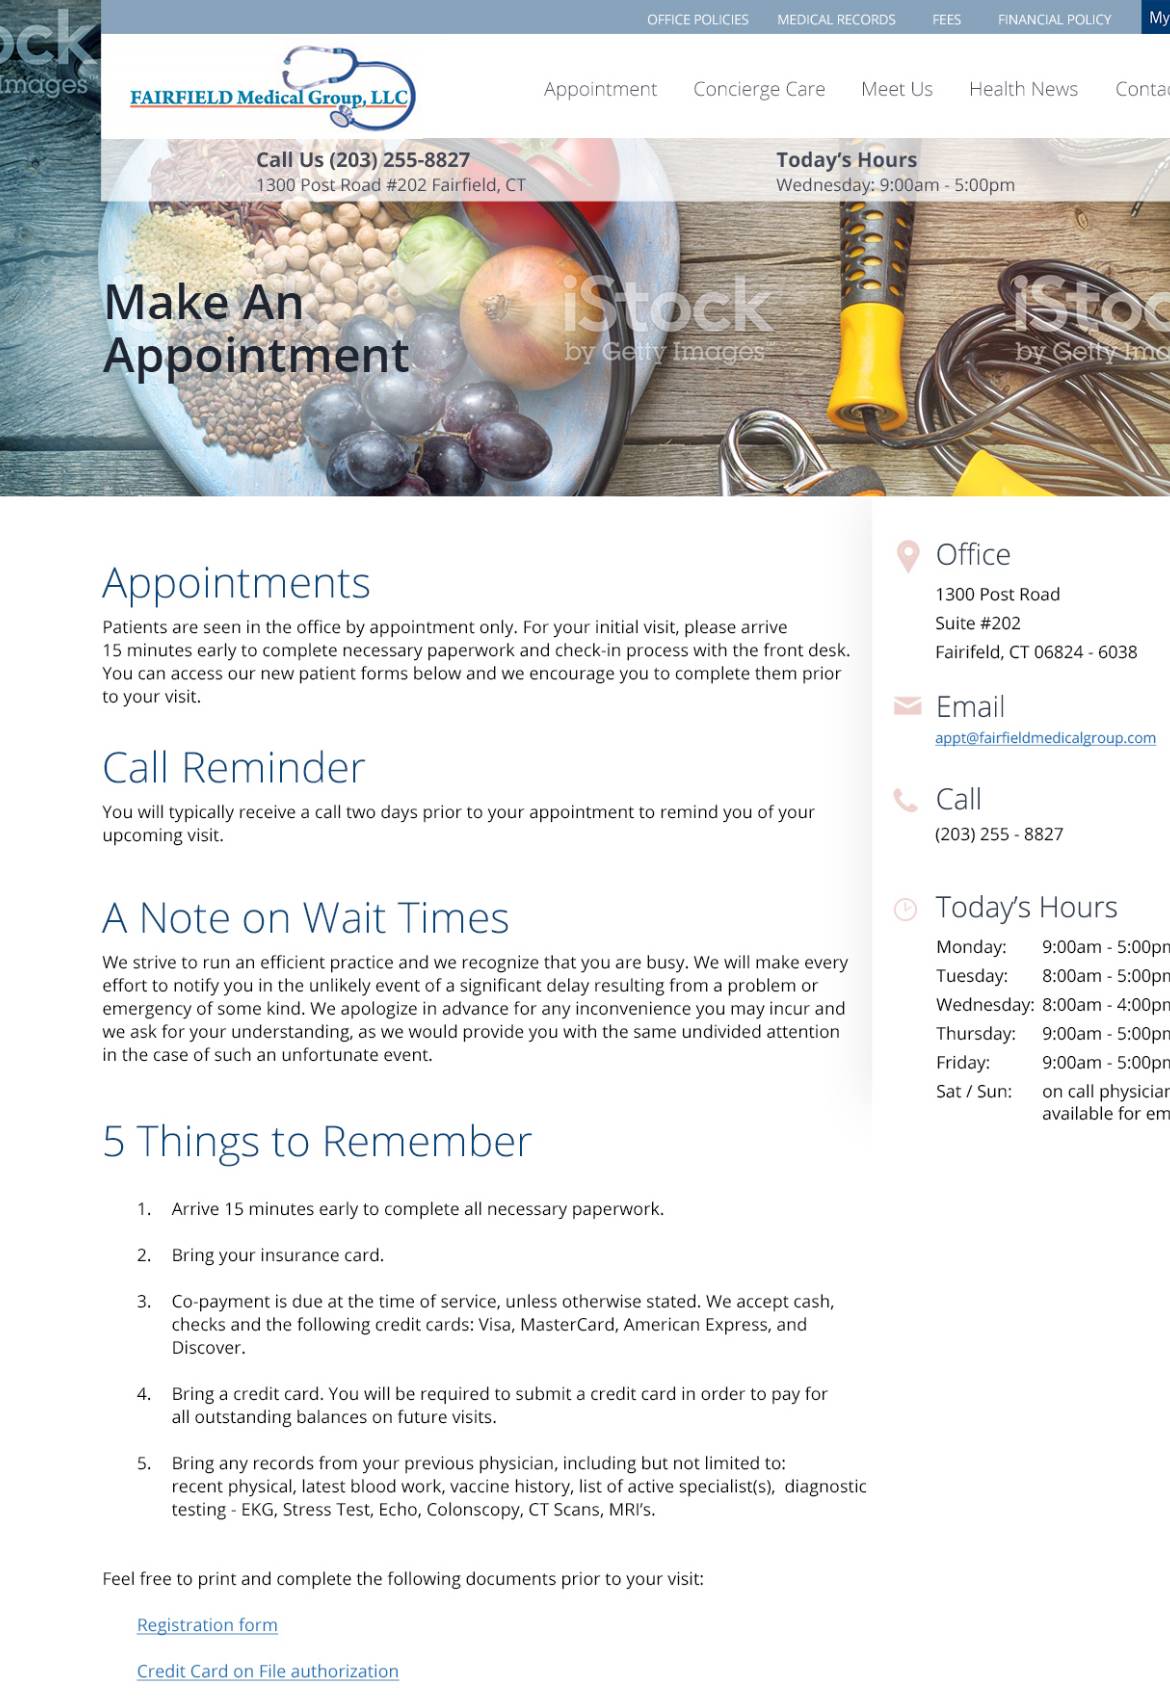 OFFICE POLICIES MEDICAL RECORDS FEES FINANCIAL POLICY My
ock
Images
FAIRFIELD Medical Group, LLC
Appointment Concierge Care Meet Us Health News Contac
Call Us (203) 255-8827
1300 Post Road #202 Fairfield, CT
Today's Hours
Wednesday: 9:00am - 5:00pm
Make An
Appointment
iStock
by Getty Images™
iStoc
by Getty Ima
Appointments
Patients are seen in the office by appointment only. For your initial visit, please arrive
15 minutes early to complete necessary paperwork and check-in process with the front desk.
You can access our new patient forms below and we encourage you to complete them prior
to your visit.
Call Reminder
You will typically receive a call two days prior to your appointment to remind you of your
upcoming visit.
A Note on Wait Times
We strive to run an efficient practice and we recognize that you are busy. We will make every
effort to notify you in the unlikely event of a significant delay resulting from a problem or
emergency of some kind. We apologize in advance for any inconvenience you may incur and
we ask for your understanding, as we would provide you with the same undivided attention
in the case of such an unfortunate event.
5 Things to Remember
1. Arrive 15 minutes early to complete all necessary paperwork.
2. Bring your insurance card.
3. Co-payment is due at the time of service, unless otherwise stated. We accept cash,
checks and the following credit cards: Visa, MasterCard, American Express, and
Discover.
4. Bring a credit card. You will be required to submit a credit card in order to pay for
all outstanding balances on future visits.
5. Bring any records from your previous physician, including but not limited to:
recent physical, latest blood work, vaccine history, list of active specialist(s), diagnostic
testing - EKG, Stress Test, Echo, Colonscopy, CT Scans, MRI's.
Feel free to print and complete the following documents prior to your visit:
Registration form
Credit Card on File authorization
Office
1300 Post Road
Suite #202
Fairifeld, CT 06824 - 6038
Email
appt@fairfieldmedicalgroup.com
Call
(203) 255 - 8827
Today's Hours
Monday: 9:00am - 5:00pm
Tuesday: 8:00am - 5:00pm
Wednesday: 8:00am - 4:00pm
Thursday: 9:00am - 5:00pm
Friday: 9:00am - 5:00pm
Sat / Sun: on call physician
available for em